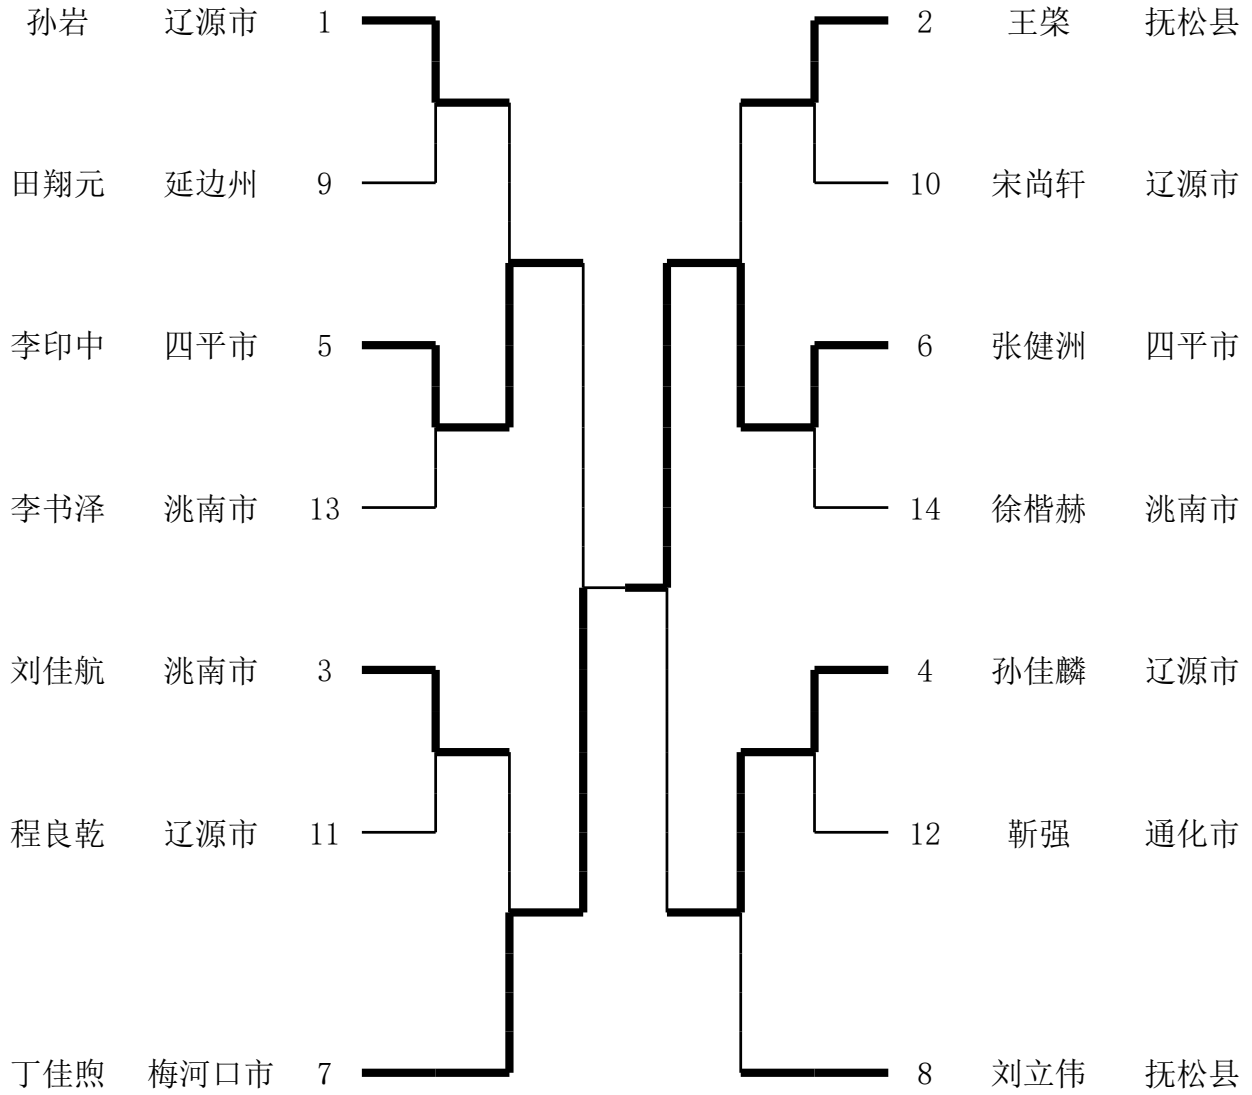 孙岩 辽源市 1 2 王棨 抚松县
田翔元 延边州 9 10 宋尚轩 辽源市
李印中 四平市 5 6 张健洲 四平市
李书泽 洮南市 13 14 徐楷赫 洮南市
刘佳航 洮南市 3 4 孙佳麟 辽源市
程良乾 辽源市 11 12 靳强 通化市
丁佳煦 梅河口市 7 8 刘立伟 抚松县